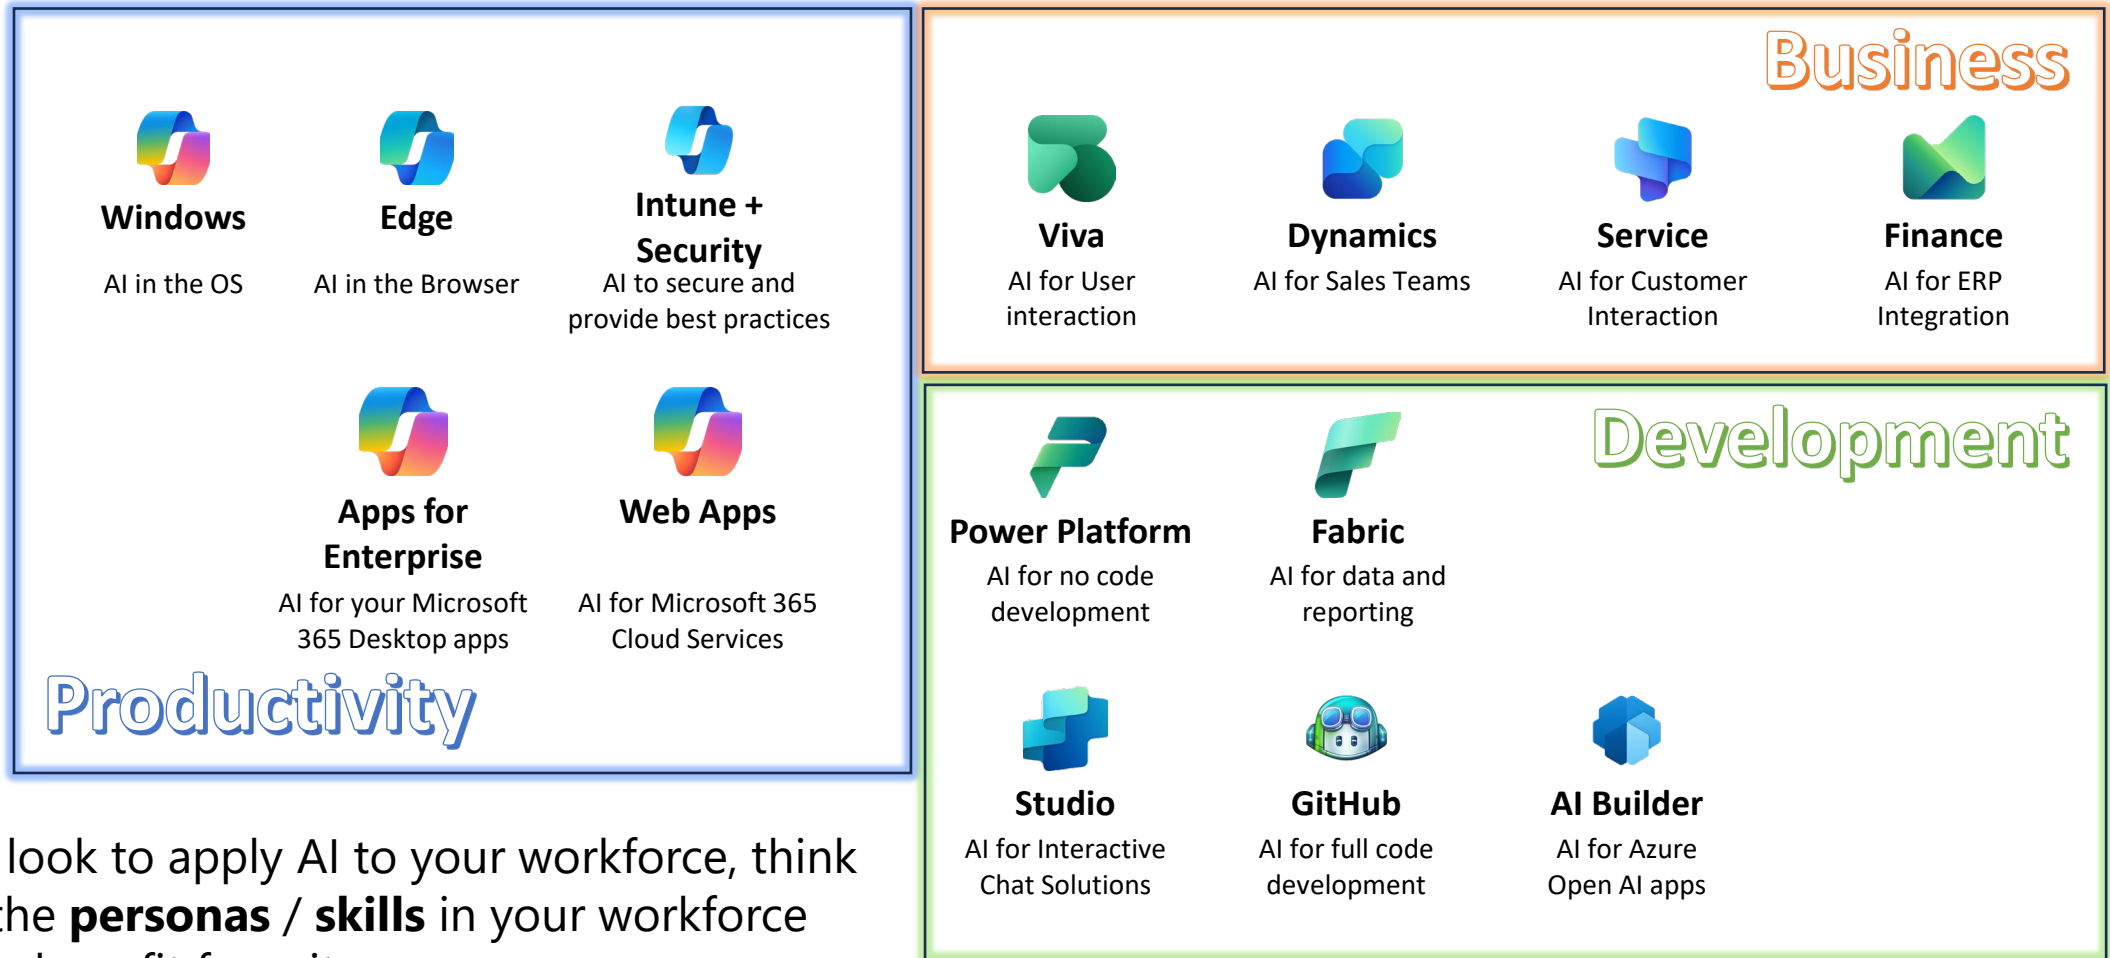 Windows
AI in the OS
Edge
AI in the Browser
Intune +
Security
AI to secure and
provide best practices
Apps for
Enterprise
AI for your Microsoft
365 Desktop apps
Web Apps
AI for Microsoft 365
Cloud Services
Productivity
Business
Viva
AI for User
interaction
Dynamics
AI for Sales Teams
Service
AI for Customer
Interaction
Finance
AI for ERP
Integration
Development
Power Platform
AI for no code
development
Fabric
AI for data and
reporting
Studio
AI for Interactive
Chat Solutions
GitHub
AI for full code
development
AI Builder
AI for Azure
Open AI apps
look to apply AI to your workforce, think
the personas / skills in your workforce